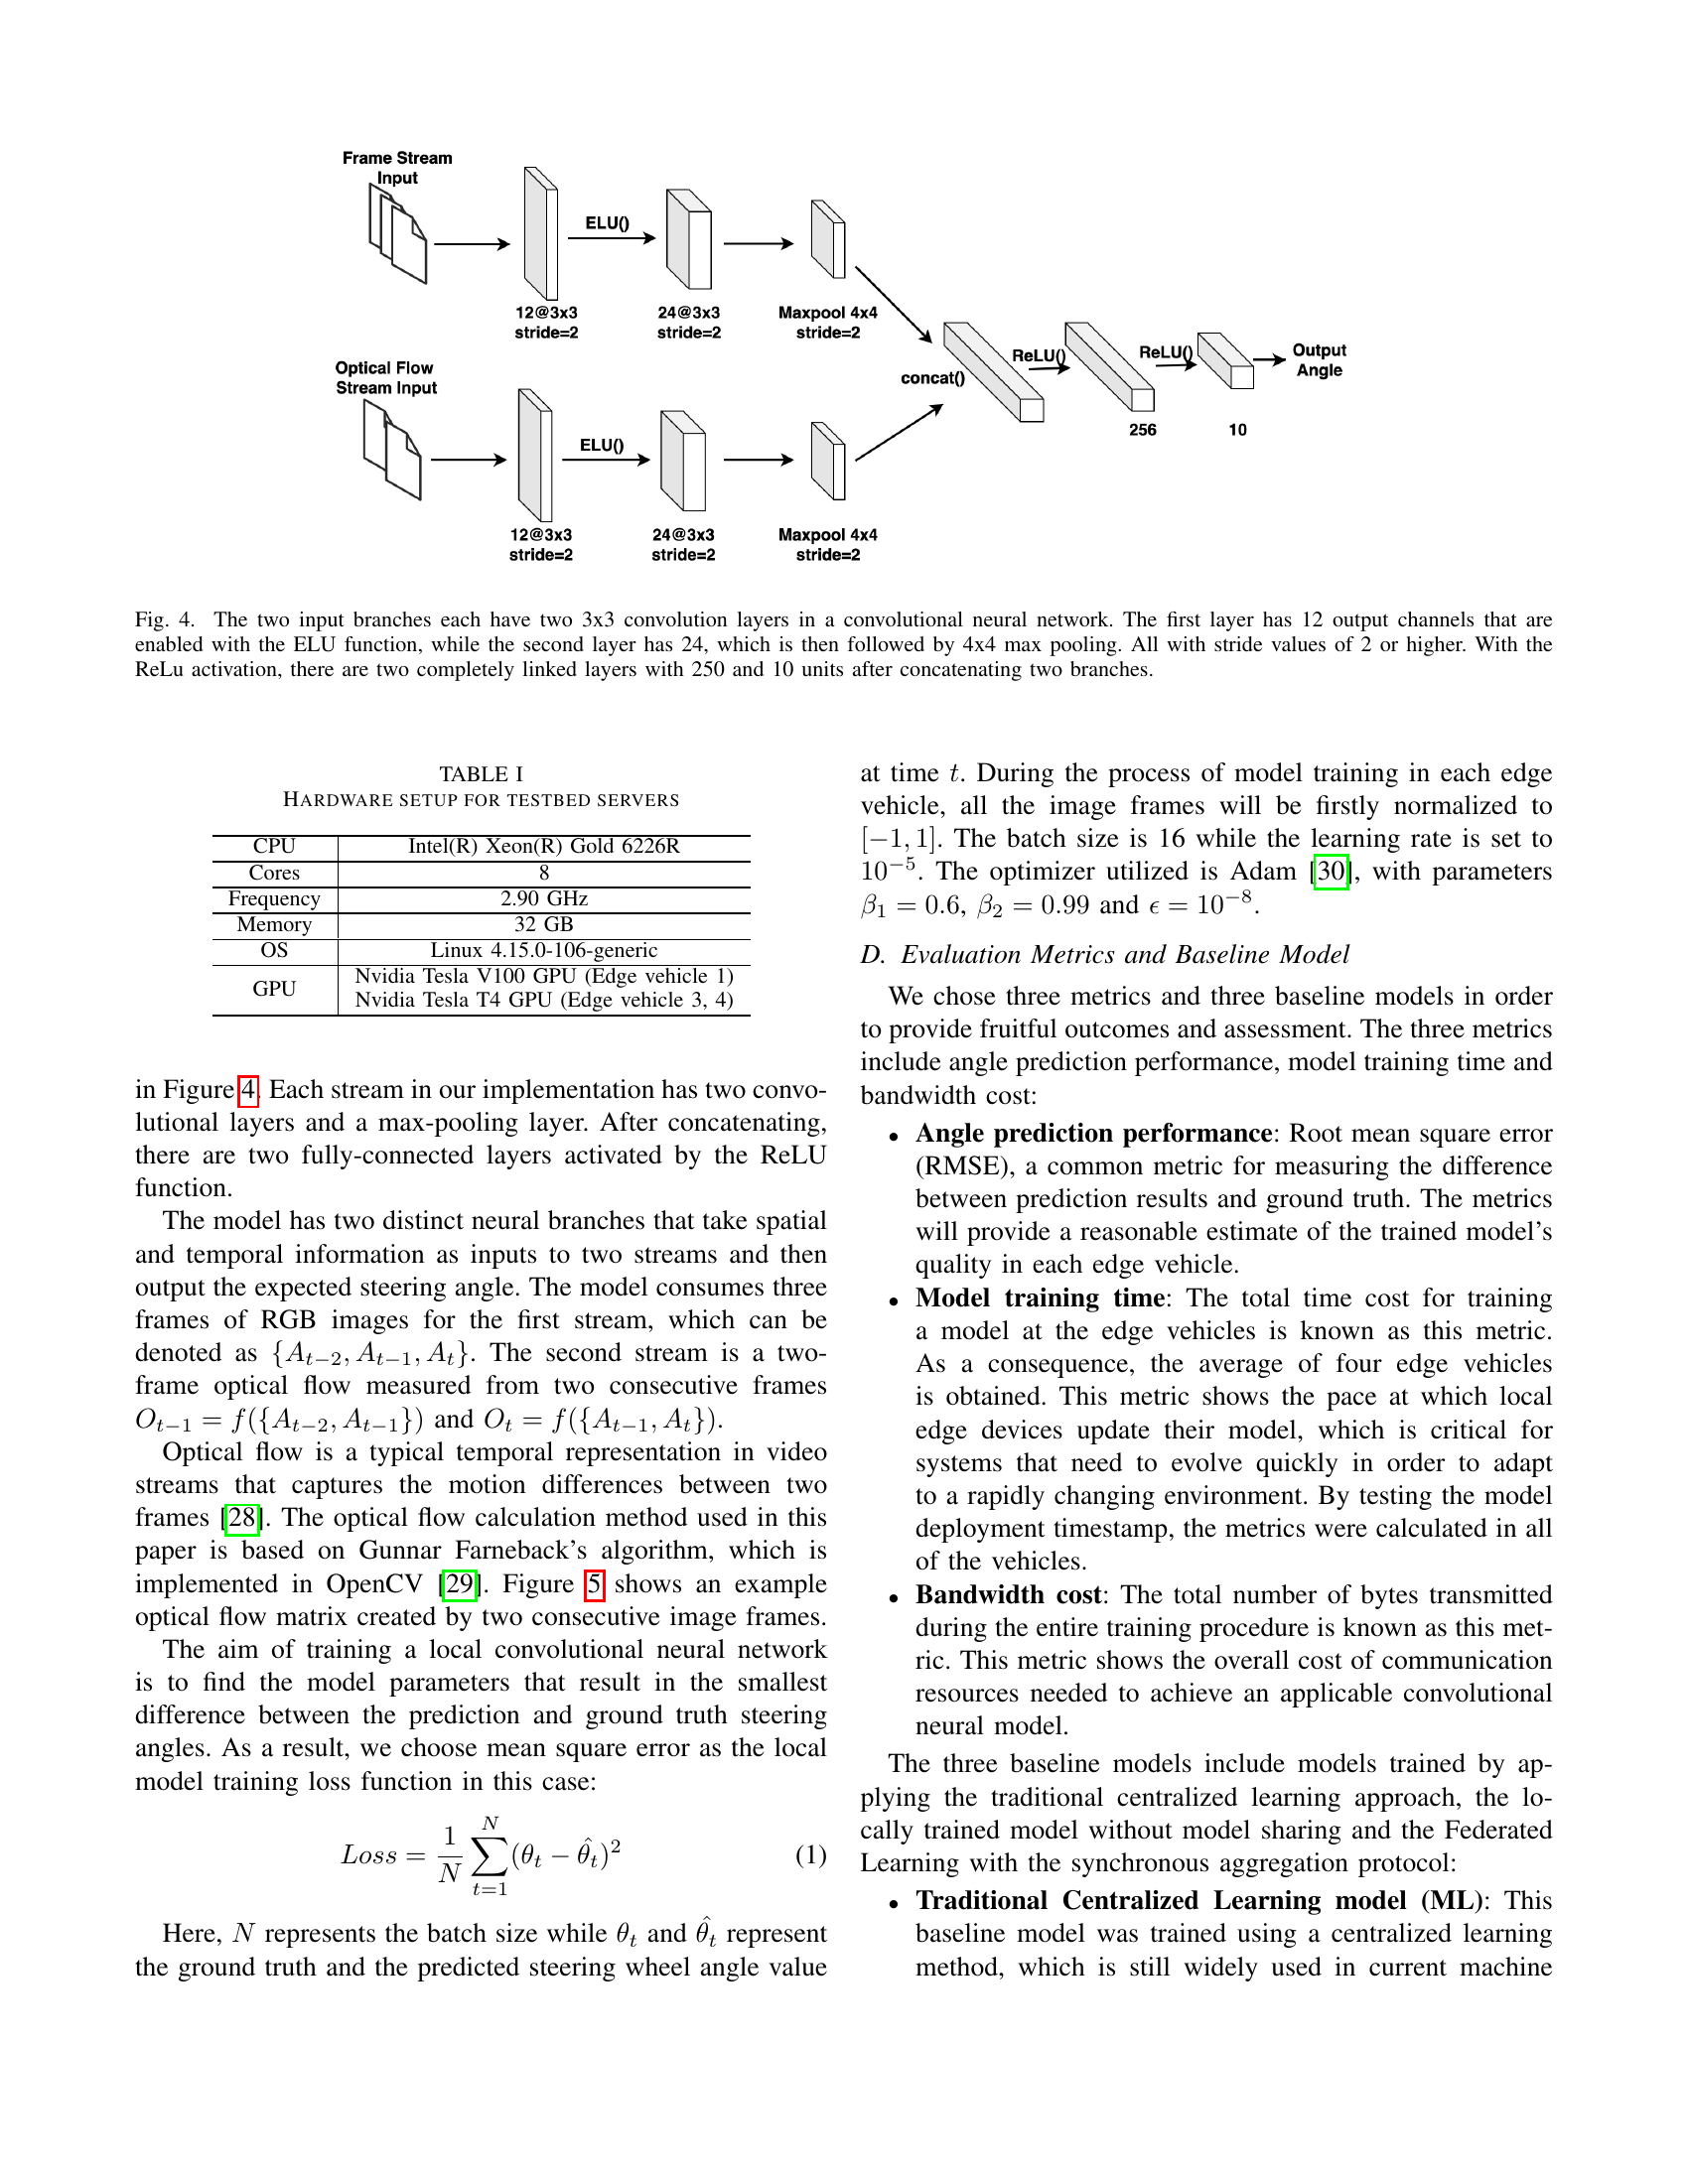 Frame Stream
Input
ELU()
12@3x3
stride=2
24@3x3
stride=2
Maxpool 4x4
stride=2
Optical Flow
Stream Input
ELU()
12@3x3
stride=2
24@3x3
stride=2
Maxpool 4x4
stride=2
concat()
ReLU()
256
ReLU()
10
Output
Angle
Fig. 4. The two input branches each have two 3x3 convolution layers in a convolutional neural network. The first layer has 12 output channels that are
enabled with the ELU function, while the second layer has 24, which is then followed by 4x4 max pooling. All with stride values of 2 or higher. With the
ReLu activation, there are two completely linked layers with 250 and 10 units after concatenating two branches.
TABLE I
HARDWARE SETUP FOR TESTBED SERVERS
CPU Intel(R) Xeon(R) Gold 6226R
Cores 8
Frequency 2.90 GHz
Memory 32 GB
OS Linux 4.15.0-106-generic
GPU Nvidia Tesla V100 GPU (Edge vehicle 1)
Nvidia Tesla T4 GPU (Edge vehicle 3, 4)
in Figure 4. Each stream in our implementation has two convo-
lutional layers and a max-pooling layer. After concatenating,
there are two fully-connected layers activated by the ReLU
function.
The model has two distinct neural branches that take spatial
and temporal information as inputs to two streams and then
output the expected steering angle. The model consumes three
frames of RGB images for the first stream, which can be
denoted as {A_{t−2}, A_{t−1}, A_t}. The second stream is a two-
frame optical flow measured from two consecutive frames
O_{t−1} = f({A_{t−2}, A_{t−1}}) and O_t = f({A_{t−1}, A_t}).
Optical flow is a typical temporal representation in video
streams that captures the motion differences between two
frames [28]. The optical flow calculation method used in this
paper is based on Gunnar Farneback's algorithm, which is
implemented in OpenCV [29]. Figure 5 shows an example
optical flow matrix created by two consecutive image frames.
The aim of training a local convolutional neural network
is to find the model parameters that result in the smallest
difference between the prediction and ground truth steering
angles. As a result, we choose mean square error as the local
model training loss function in this case:
Loss = \frac{1}{N} \sum_{t=1}^{N} (θ_t − \hat{θ_t})^2 (1)
Here, N represents the batch size while θ_t and \hat{θ_t} represent
the ground truth and the predicted steering wheel angle value
at time t. During the process of model training in each edge
vehicle, all the image frames will be firstly normalized to
[−1, 1]. The batch size is 16 while the learning rate is set to
10^{−5}. The optimizer utilized is Adam [30], with parameters
β_1 = 0.6, β_2 = 0.99 and ϵ = 10^{−8}.
D. Evaluation Metrics and Baseline Model
We chose three metrics and three baseline models in order
to provide fruitful outcomes and assessment. The three metrics
include angle prediction performance, model training time and
bandwidth cost:
• Angle prediction performance: Root mean square error
(RMSE), a common metric for measuring the difference
between prediction results and ground truth. The metrics
will provide a reasonable estimate of the trained model's
quality in each edge vehicle.
• Model training time: The total time cost for training
a model at the edge vehicles is known as this metric.
As a consequence, the average of four edge vehicles
is obtained. This metric shows the pace at which local
edge devices update their model, which is critical for
systems that need to evolve quickly in order to adapt
to a rapidly changing environment. By testing the model
deployment timestamp, the metrics were calculated in all
of the vehicles.
• Bandwidth cost: The total number of bytes transmitted
during the entire training procedure is known as this met-
ric. This metric shows the overall cost of communication
resources needed to achieve an applicable convolutional
neural model.
The three baseline models include models trained by ap-
plying the traditional centralized learning approach, the lo-
cally trained model without model sharing and the Federated
Learning with the synchronous aggregation protocol:
• Traditional Centralized Learning model (ML): This
baseline model was trained using a centralized learning
method, which is still widely used in current machine